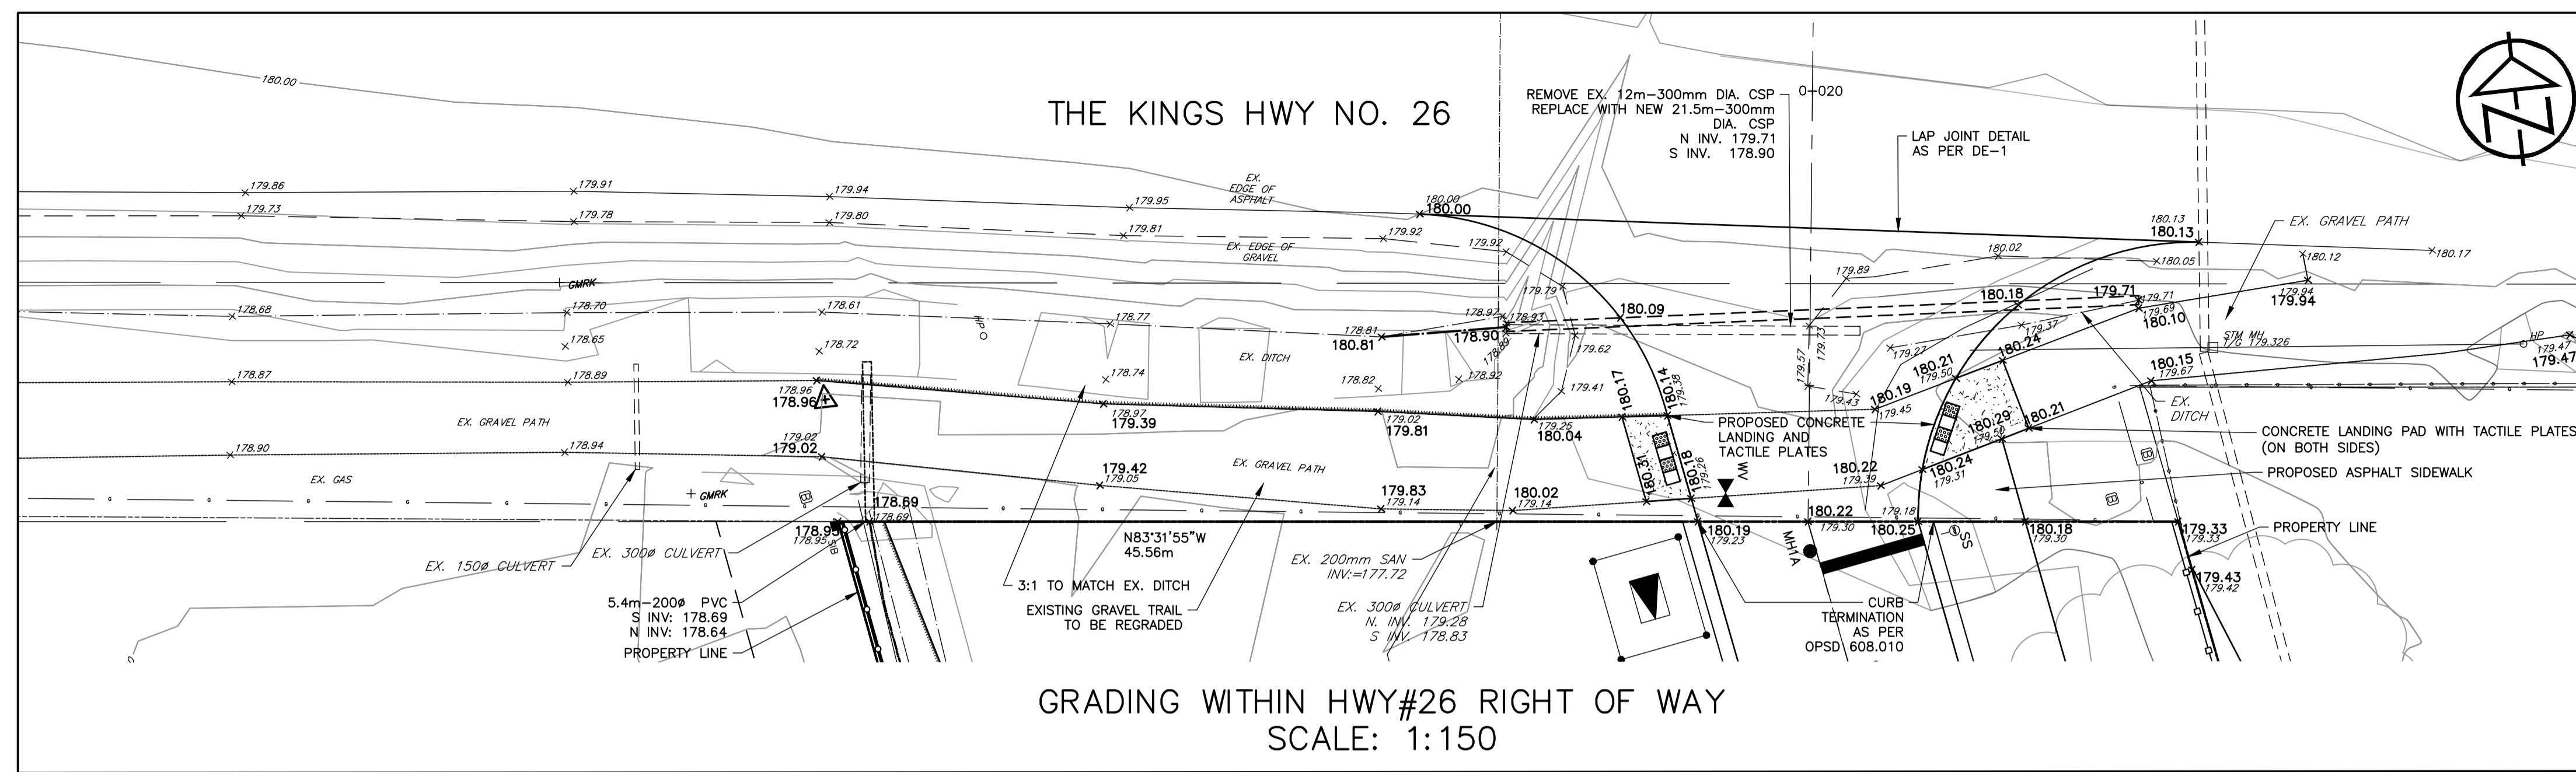 180.00
THE KINGS HWY NO. 26
REMOVE EX. 12m-300mm DIA. CSP
REPLACE WITH NEW 21.5m-300mm
DIA. CSP
N INV. 179.71
S INV. 178.90
0+020
LAP JOINT DETAIL
AS PER DE-1
N
179.86
179.91
179.94
179.95
EX.
EDGE OF
ASPHALT
180.00
180.00
179.73
179.78
179.80
179.81
179.92
179.92
EX. EDGE OF
GRAVEL
180.13
180.13
EX. GRAVEL PATH
180.02
180.05
180.12
180.17
179.89
179.79
GMRK
178.68
178.70
178.61
178.77
178.65
178.72
178.74
HP
178.81
180.81
178.97
178.93
178.90
178.89
180.09
180.18
179.71
179.71
179.69
180.10
179.94
179.94
179.62
179.73
179.57
179.37
179.27
STM MH
T/G 179.326
HP
179.47
179.47
EX. DITCH
178.82
178.92
179.41
179.43
180.24
180.21
179.50
180.15
179.67
EX.
DITCH
178.87
178.89
178.96
178.96
178.97
179.39
179.02
179.81
179.25
180.04
180.17
180.14
179.38
180.19
179.45
180.29
179.50
180.21
PROPOSED CONCRETE
LANDING AND
TACTILE PLATES
CONCRETE LANDING PAD WITH TACTILE PLATES
(ON BOTH SIDES)
PROPOSED ASPHALT SIDEWALK
EX. GRAVEL PATH
178.90
178.94
179.02
179.02
179.42
179.05
EX. GRAVEL PATH
179.83
179.14
180.02
179.14
180.31
180.18
179.26
WV
180.22
179.39
180.24
179.31
B
EX. GAS
GMRK
B
B
178.95
178.95
SIB
178.69
178.69
N83°31'55"W
45.56m
180.19
179.23
180.22
179.30
179.18
180.25
SS
180.18
179.30
179.33
179.33
PROPERTY LINE
179.43
179.42
MH1A
EX. 300ø CULVERT
EX. 150ø CULVERT
EX. 200mm SAN
INV:=177.72
3:1 TO MATCH EX. DITCH
EXISTING GRAVEL TRAIL
TO BE REGRADED
5.4m-200ø PVC
S INV: 178.69
N INV: 178.64
PROPERTY LINE
EX. 300ø CULVERT
N. INV. 179.28
S INV. 178.83
CURB
TERMINATION
AS PER
OPSD 608.010
GRADING WITHIN HWY#26 RIGHT OF WAY
SCALE: 1:150